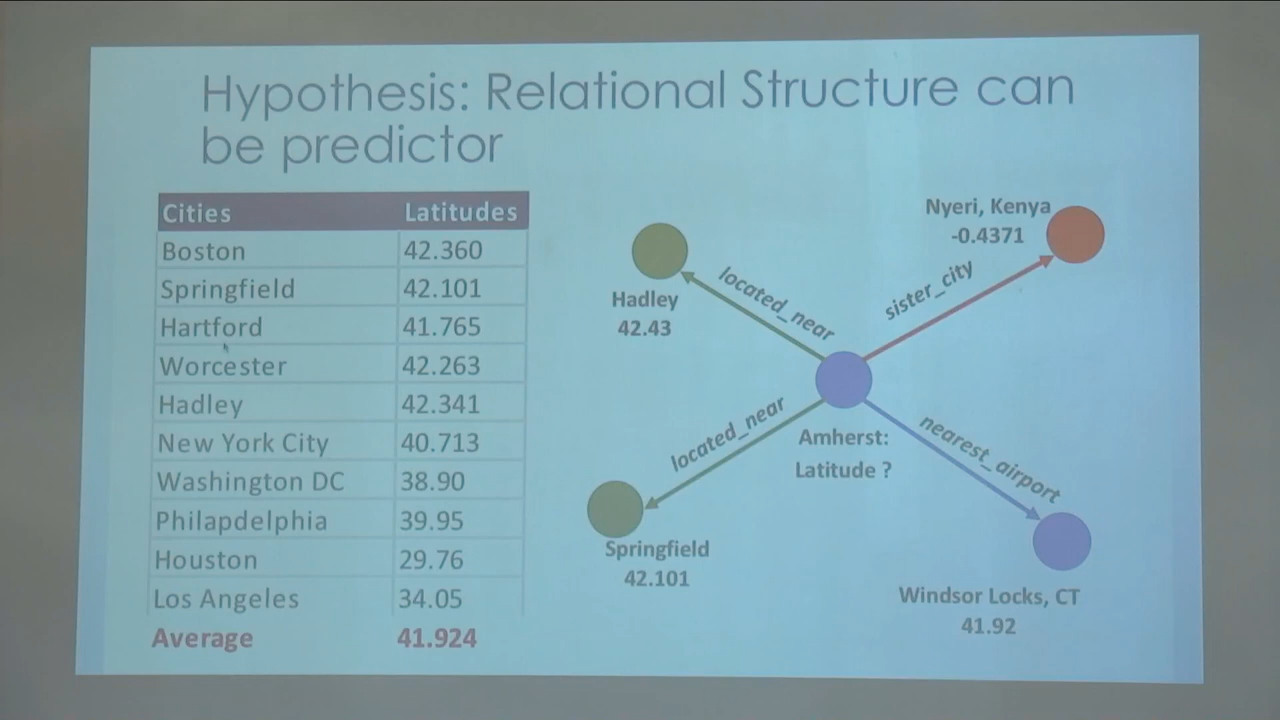 Hypothesis: Relational Structure can
be predictor
Cities Latitudes
Boston 42.360
Springfield 42.101
Hartford 41.765
Worcester 42.263
Hadley 42.341
New York City 40.713
Washington DC 38.90
Philapdelphia 39.95
Houston 29.76
Los Angeles 34.05
Average 41.924
Nyeri, Kenya
-0.4371
located_near
sister_city
Hadley
42.43
located_near
Amherst:
Latitude ?
nearest_airport
Springfield
42.101
Windsor Locks, CT
41.92